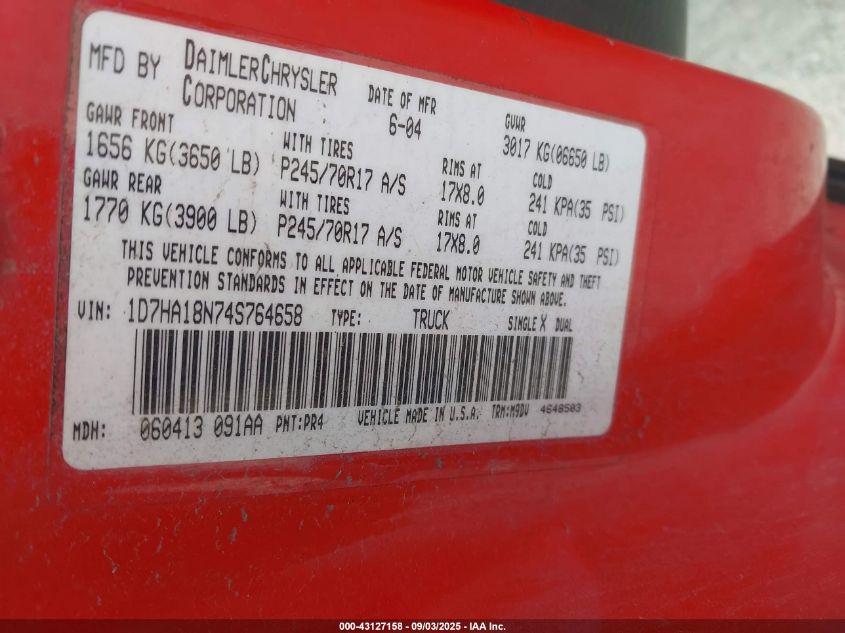 MFD BY DAIMLERCHRYSLER CORPORATION DATE OF MFR 6-04 GVWR 3017 KG(06650 LB)
GAWR FRONT WITH TIRES RIMS AT COLD
1656 KG(3650 LB) P245/70R17 A/S 17X8.0 241 KPA(35 PSI)
GAWR REAR WITH TIRES RIMS AT COLD
1770 KG(3900 LB) P245/70R17 A/S 17X8.0 241 KPA(35 PSI)
THIS VEHICLE CONFORMS TO ALL APPLICABLE FEDERAL MOTOR VEHICLE SAFETY AND THEFT
PREVENTION STANDARDS IN EFFECT ON THE DATE OF MANUFACTURE SHOWN ABOVE.
VIN: 1D7HA18N74S764658 TYPE: TRUCK SINGLE X DUAL
MDH: 060413 091AA PNT:PR4 VEHICLE MADE IN U.S.A. TRM:M9DV 4648503
000-43127158 - 09/03/2025 - IAA Inc.